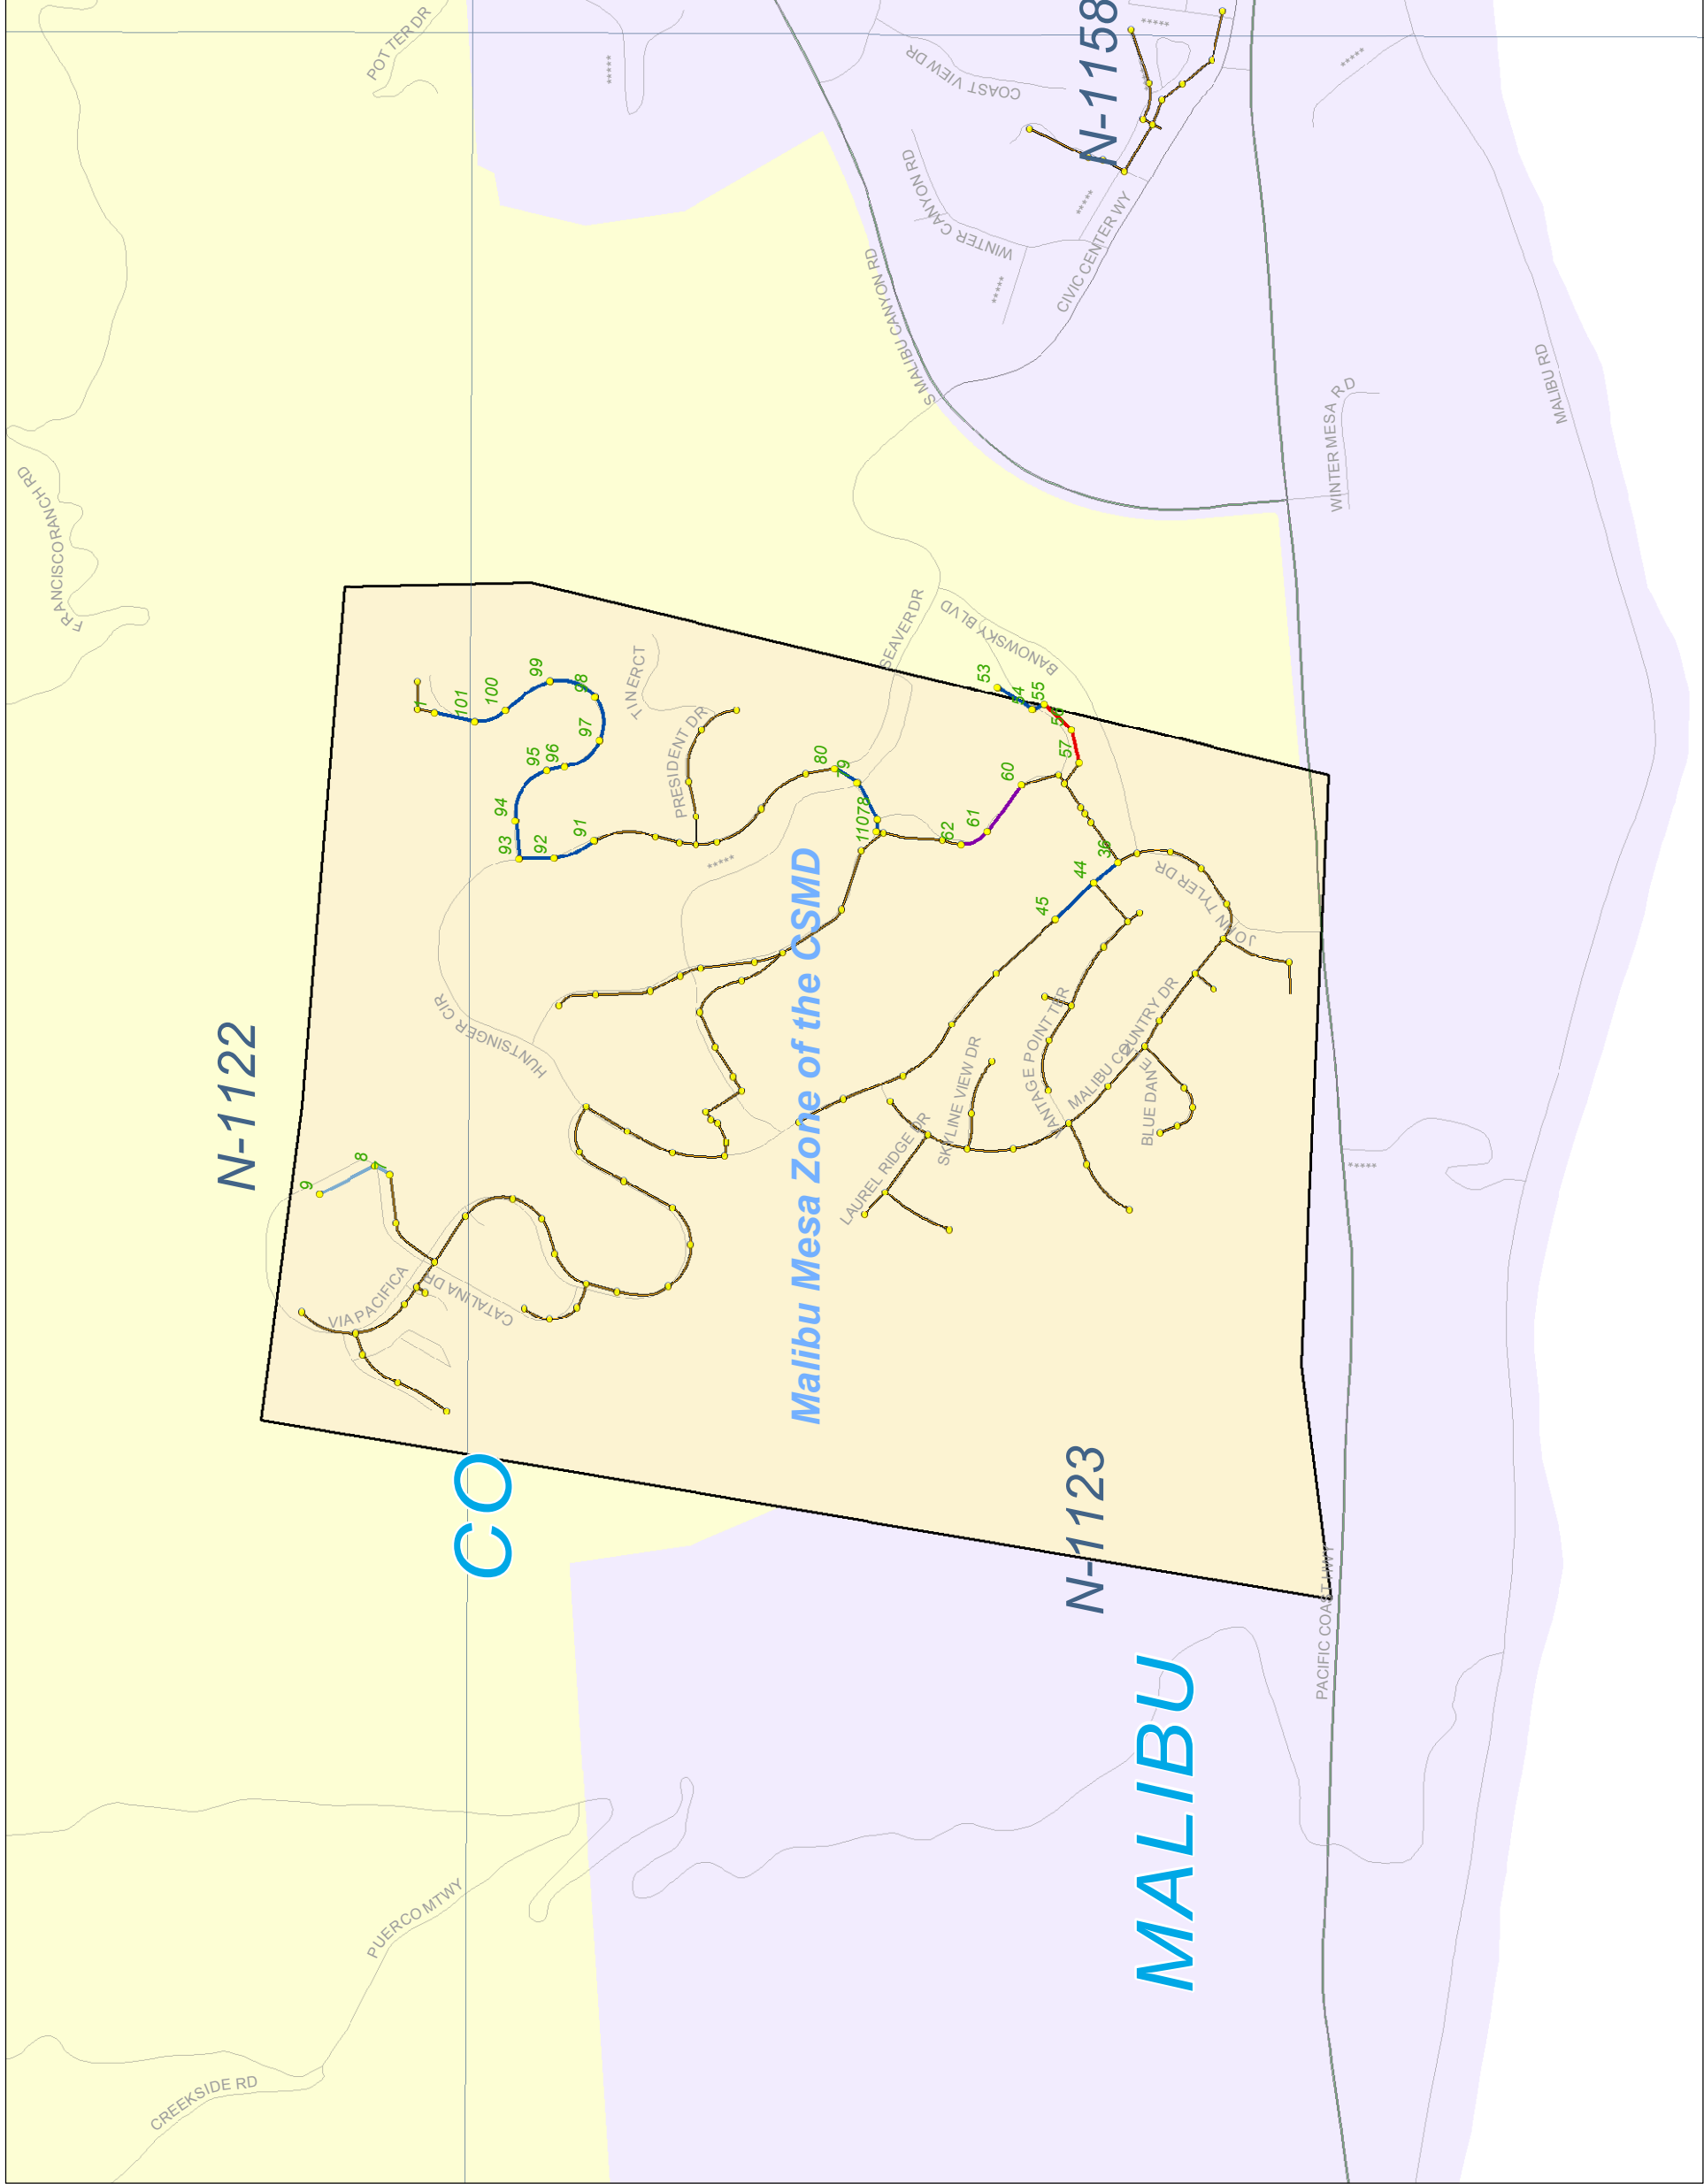 POTTER DR
COAST VIEW DR
N-1158
*****
*****
*****
WINTER CANYON RD
*****
*****
CIVIC CENTER WY
S MALIBU CANYON RD
FRANCISCO RANCH RD
MALIBU RD
WINTER MESA RD
SEAVER DR
BANOWSKY BLVD
TINER CT
PRESIDENT DR
101
100
99
98
97
96
95
94
93
92
91
80
79
78
110
53
54
55
57
60
61
62
36
44
45
*****
JOHN TYLER DR
HUNTSINGER CIR
Malibu Mesa Zone of the CSMD
N-1122
VANTAGE POINT TER
MALIBU COUNTRY DR
SKYLINE VIEW DR
LAUREL RIDGE DR
BLUE DANE
*****
8
9
VIA PACIFICA
CATALINA DR
CO
N-1123
PACIFIC COAST HWY
MALIBU
PUERCO MTWY
CREEKSIDE RD